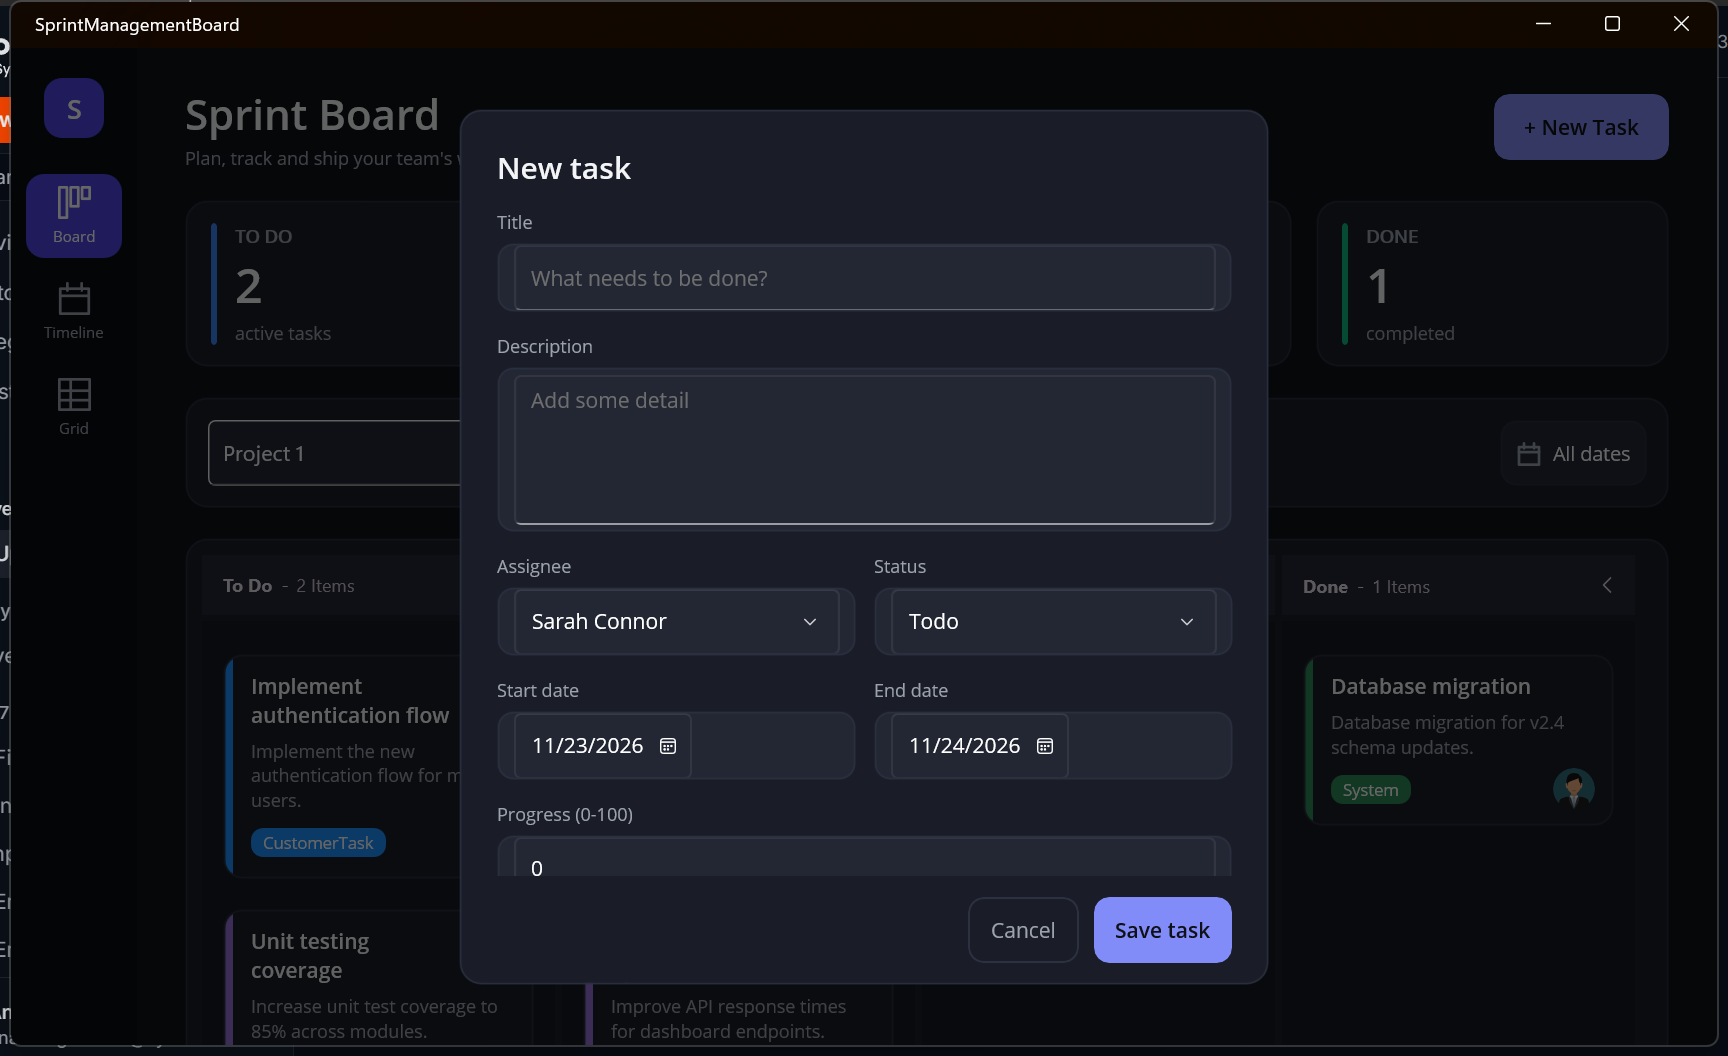 SprintManagementBoard
S
Board
Timeline
Grid
Sprint Board
Plan, track and ship your team's
+ New Task
TO DO
2
active tasks
DONE
1
completed
Project 1
All dates
To Do - 2 Items
Implement
authentication flow
Implement the new
authentication flow for
users.
CustomerTask
Unit testing
coverage
Increase unit test coverage to
85% across modules.
Improve API response times
for dashboard endpoints.
Done - 1 Items
Database migration
Database migration for v2.4
schema updates.
System
New task
Title
What needs to be done?
Description
Add some detail
Assignee
Status
Sarah Connor
Todo
Start date
End date
11/23/2026
11/24/2026
Progress (0-100)
0
Cancel
Save task